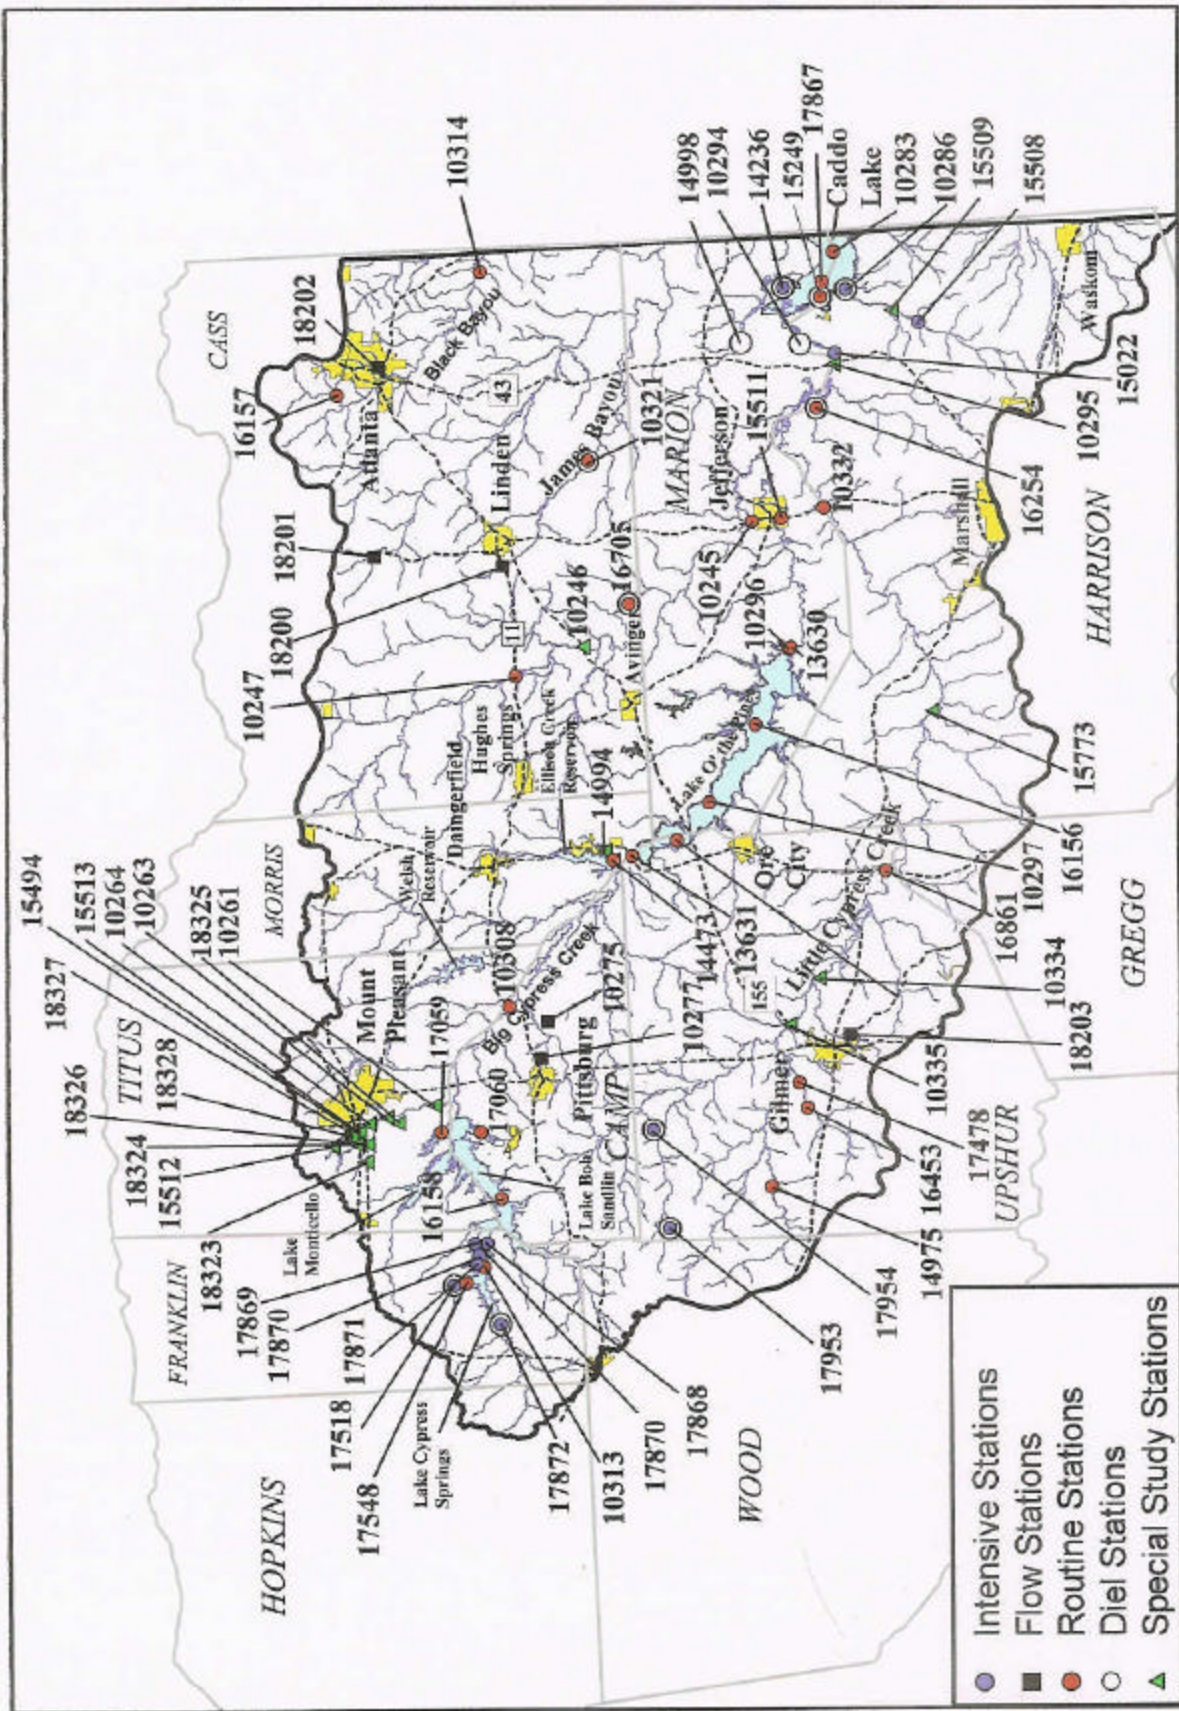 HOPKINS
FRANKLIN
TITUS
MORRIS
CASS
WOOD
CAMP
UPSHUR
GREGG
MARION
HARRISON
15494
15513
10264
10263
18325
10261
18327
18326
18328
18324
15512
18323
17869
17870
17871
17518
17548
Lake Cypress
Springs
17872
10313
17870
17868
17953
17954
14975
16453
17478
18203
10335
10334
Lake
Monticello
16158
17059
17060
Lake Bob
Sandlin
Mount
Pleasant
Pittsburg
10308
10275
10277
Big Cypress Creek
Welsh
Reservoir
Daingerfield
Hughes
Springs
Ellison Creek
Reservoir
14994
14473
13631
155
Gilmer
Little Cypress Creek
Ore
City
Lake O' the Pines
16861
10297
16156
15773
10247
18200
18201
11
10246
Avinger
16705
Linden
Atlanta
16157
18202
43
Black Bayou
10314
James Bayou
10321
Jefferson
15511
10245
10296
13630
10332
Marshall
16254
10295
15022
14998
10294
14236
15249
17867
Caddo
Lake
10283
10286
15509
15508
Waskom
Intensive Stations
Flow Stations
Routine Stations
Diel Stations
Special Study Stations